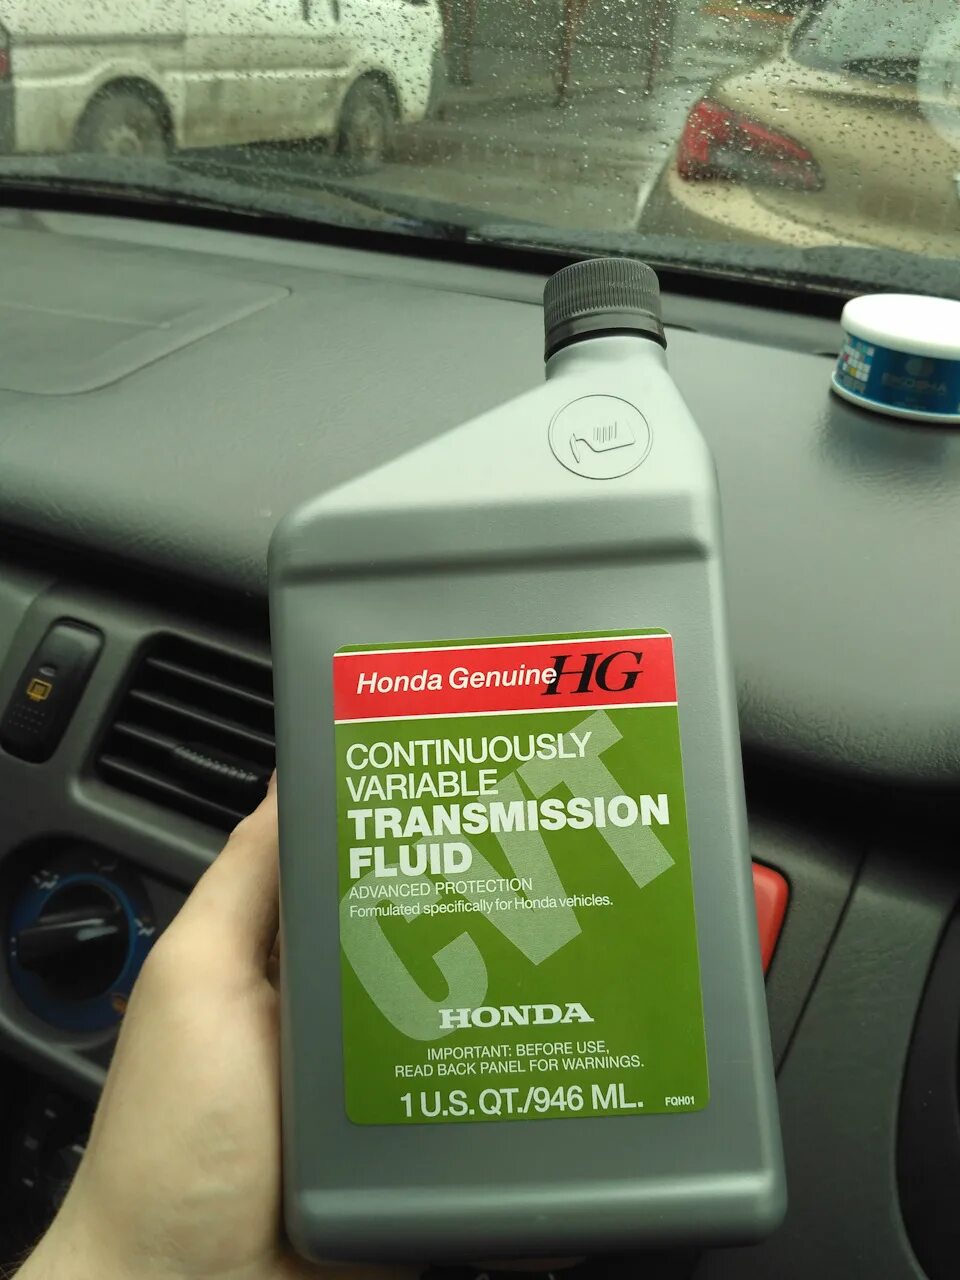 Honda Genuine HG
CONTINUOUSLY
VARIABLE
TRANSMISSION
FLUID
ADVANCED PROTECTION
Formulated specifically for Honda vehicles.
CVT
HONDA
IMPORTANT: BEFORE USE,
READ BACK PANEL FOR WARNINGS.
1 U.S. QT./946 ML.
FQH01
EIKOSHA